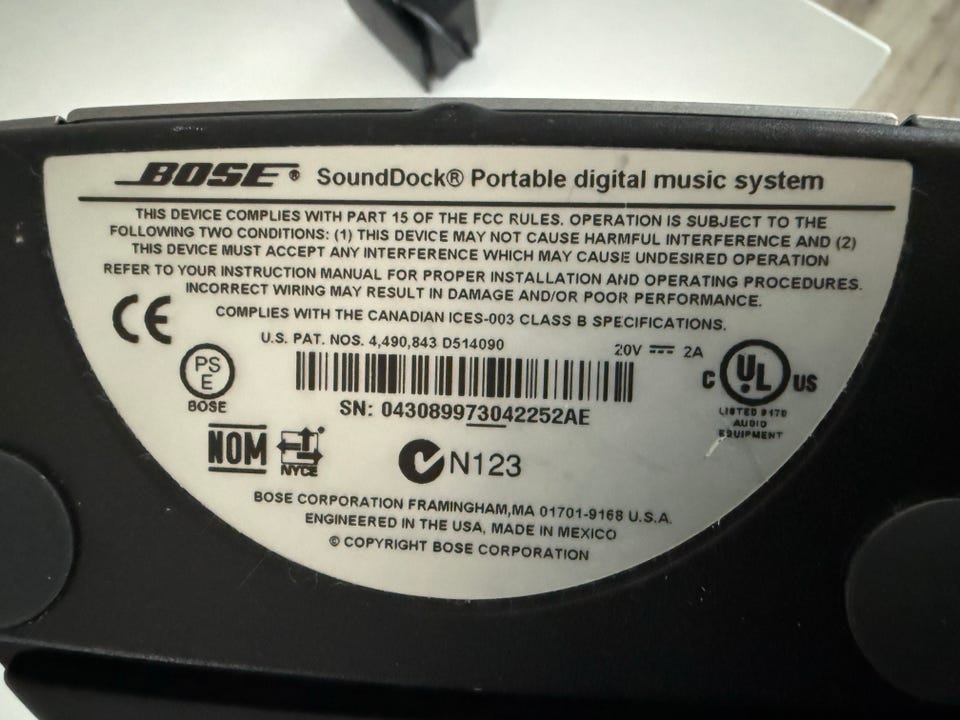 BOSE® SoundDock® Portable digital music system
THIS DEVICE COMPLIES WITH PART 15 OF THE FCC RULES. OPERATION IS SUBJECT TO THE
FOLLOWING TWO CONDITIONS: (1) THIS DEVICE MAY NOT CAUSE HARMFUL INTERFERENCE AND (2)
THIS DEVICE MUST ACCEPT ANY INTERFERENCE WHICH MAY CAUSE UNDESIRED OPERATION
REFER TO YOUR INSTRUCTION MANUAL FOR PROPER INSTALLATION AND OPERATING PROCEDURES.
INCORRECT WIRING MAY RESULT IN DAMAGE AND/OR POOR PERFORMANCE.
COMPLIES WITH THE CANADIAN ICES-003 CLASS B SPECIFICATIONS.
CE
U.S. PAT. NOS. 4,490,843 D514090
20V ⎓ 2A
PS
E
BOSE
C UL US
LISTED 917D
AUDIO
EQUIPMENT
SN: 043089973042252AE
NOM
NYCE
N123
BOSE CORPORATION FRAMINGHAM,MA 01701-9168 U.S.A.
ENGINEERED IN THE USA, MADE IN MEXICO
© COPYRIGHT BOSE CORPORATION